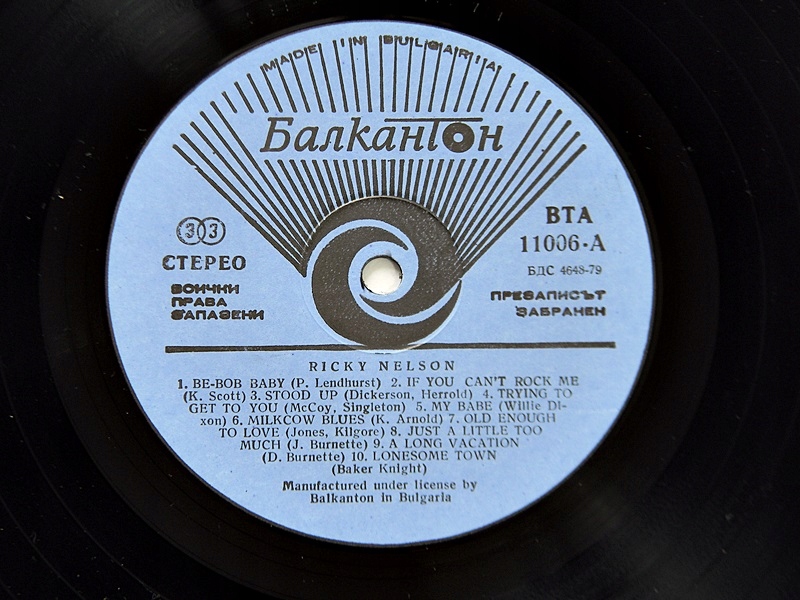 MADE IN BULGARIA
Балкантон
33
СТЕРЕО
ВСИЧКИ
ПРАВА
ЗАПАЗЕНИ
ВТА
11006·А
БДС 4648-79
ПРЕЗАПИСЪТ
ЗАБРАНЕН
RICKY NELSON
1. BE-BOB BABY (P. Lendhurst) 2. IF YOU CAN'T ROCK ME
(K. Scott) 3. STOOD UP (Dickerson, Herrold) 4. TRYING TO
GET TO YOU (McCoy, Singleton) 5. MY BABE (Willie Di-
xon) 6. MILKCOW BLUES (K. Arnold) 7. OLD ENOUGH
TO LOVE (Jones, Kilgore) 8. JUST A LITTLE TOO
MUCH (J. Burnette) 9. A LONG VACATION
(D. Burnette) 10. LONESOME TOWN
(Baker Knight)
Manufactured under license by
Balkanton in Bulgaria